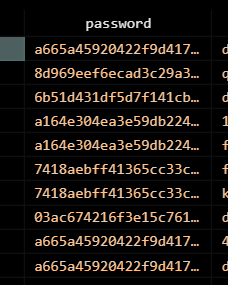 password
a665a45920422f9d417…
8d969eef6ecad3c29a3…
6b51d431df5d7f141cb…
a164e304ea3e59db224…
a164e304ea3e59db224…
7418aebff41365cc33c…
7418aebff41365cc33c…
03ac674216f3e15c761…
a665a45920422f9d417…
a665a45920422f9d417…